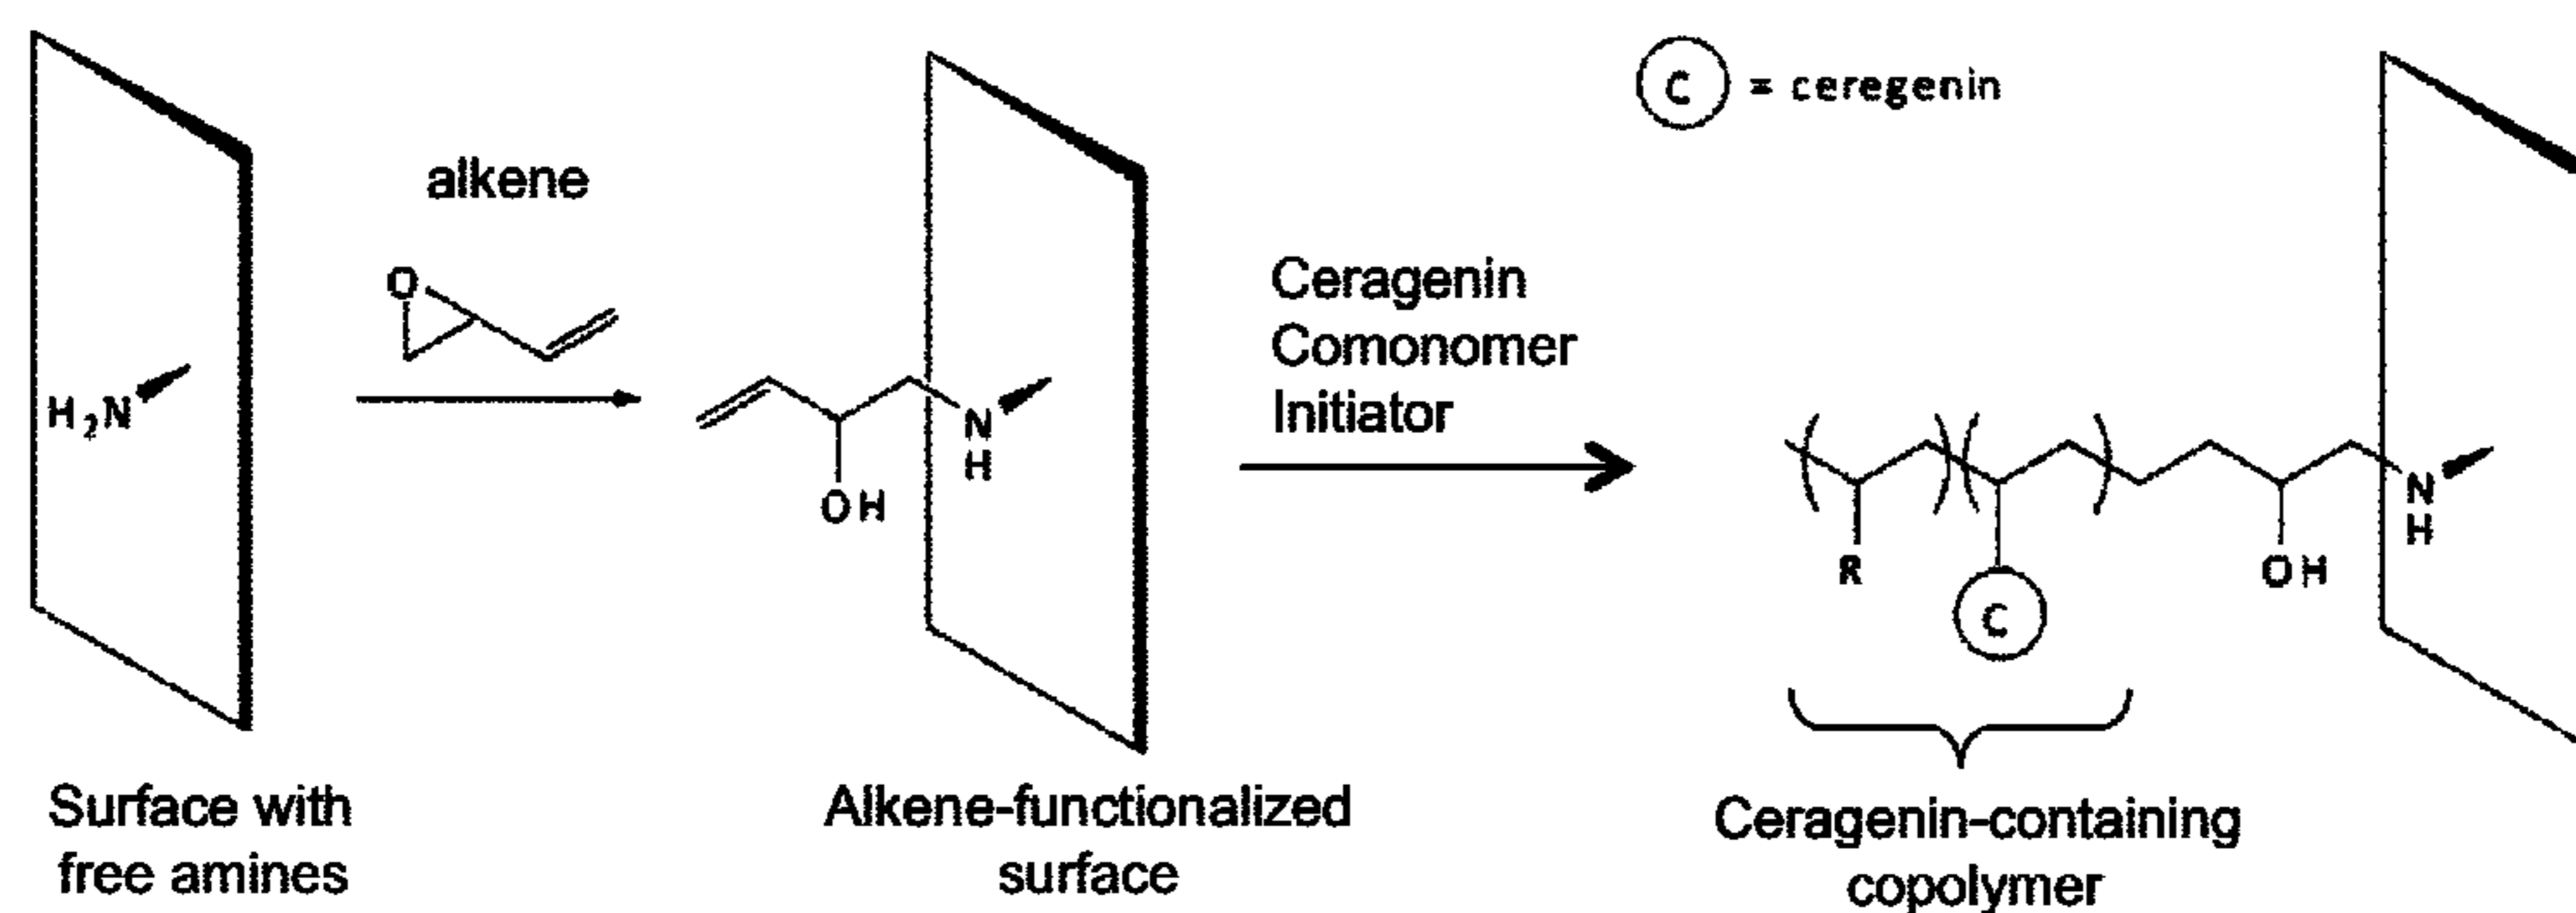 alkene
O
H₂N
Surface with
free amines
N
H
OH
Alkene-functionalized
surface
C = ceregenin
Ceragenin
Comonomer
Initiator
R
C
OH
N
H
Ceragenin-containing
copolymer